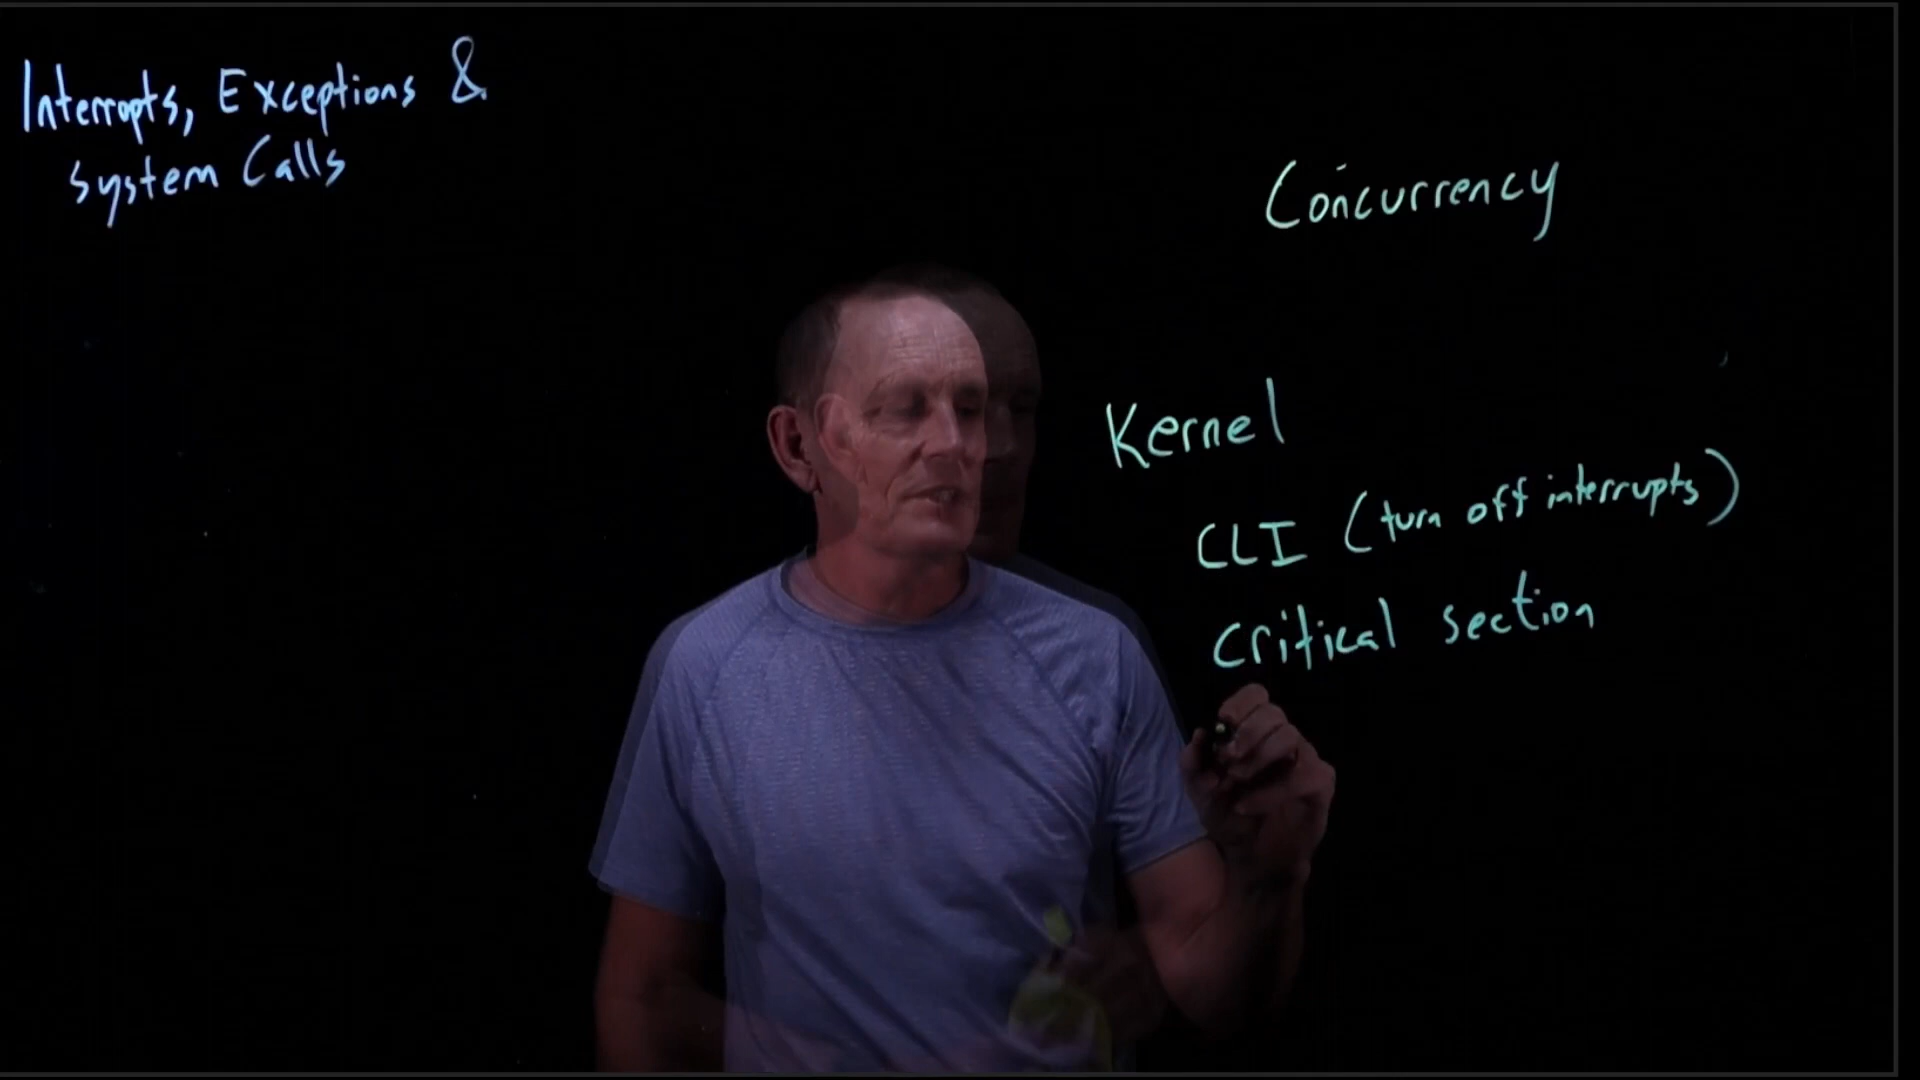 Interrupts, Exceptions &
System Calls
Concurrency
Kernel
CLI (turn off interrupts)
Critical section